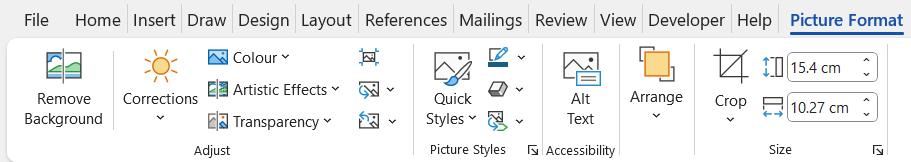 File Home Insert Draw Design Layout References Mailings Review View Developer Help Picture Format
Remove
Background
Corrections
Colour
Artistic Effects
Transparency
Adjust
Quick
Styles
Picture Styles
Alt
Text
Accessibility
Arrange
Crop
15.4 cm
10.27 cm
Size